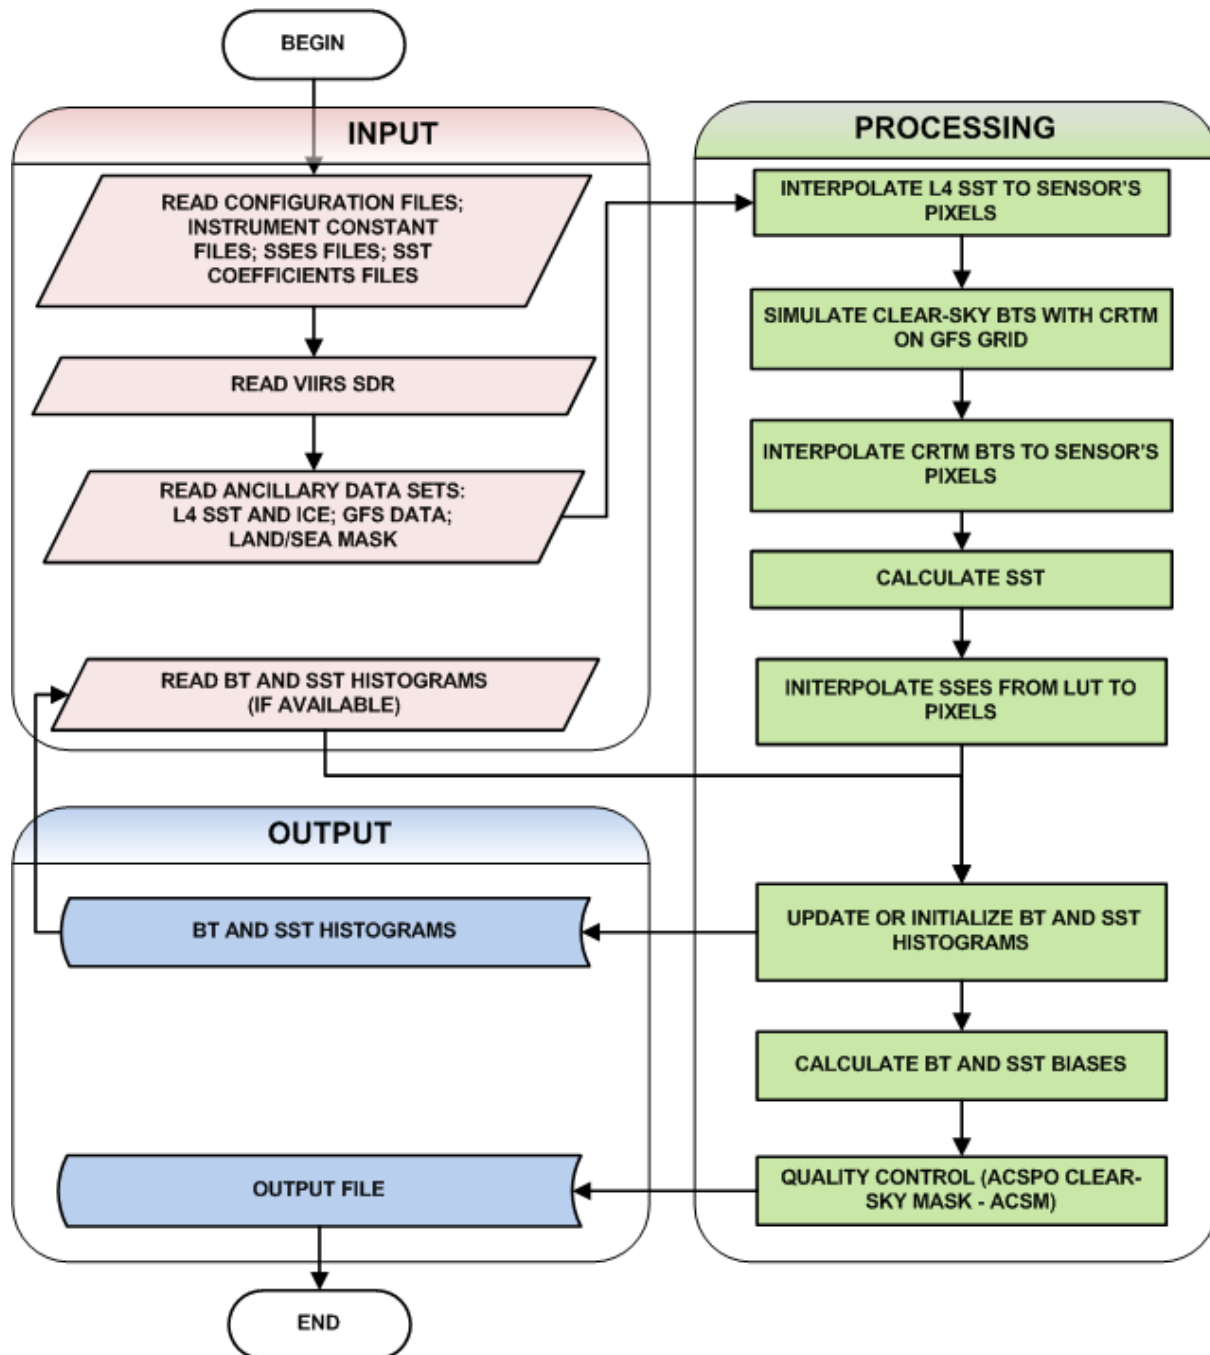 BEGIN
INPUT
READ CONFIGURATION FILES;
INSTRUMENT CONSTANT
FILES; SSES FILES; SST
COEFFICIENTS FILES
READ VIIRS SDR
READ ANCILLARY DATA SETS:
L4 SST AND ICE; GFS DATA;
LAND/SEA MASK
READ BT AND SST HISTOGRAMS
(IF AVAILABLE)
PROCESSING
INTERPOLATE L4 SST TO SENSOR'S
PIXELS
SIMULATE CLEAR-SKY BTS WITH CRTM
ON GFS GRID
INTERPOLATE CRTM BTS TO SENSOR'S
PIXELS
CALCULATE SST
INITERPOLATE SSES FROM LUT TO
PIXELS
UPDATE OR INITIALIZE BT AND SST
HISTOGRAMS
CALCULATE BT AND SST BIASES
QUALITY CONTROL (ACSPO CLEAR-
SKY MASK - ACSM)
OUTPUT
BT AND SST HISTOGRAMS
OUTPUT FILE
END